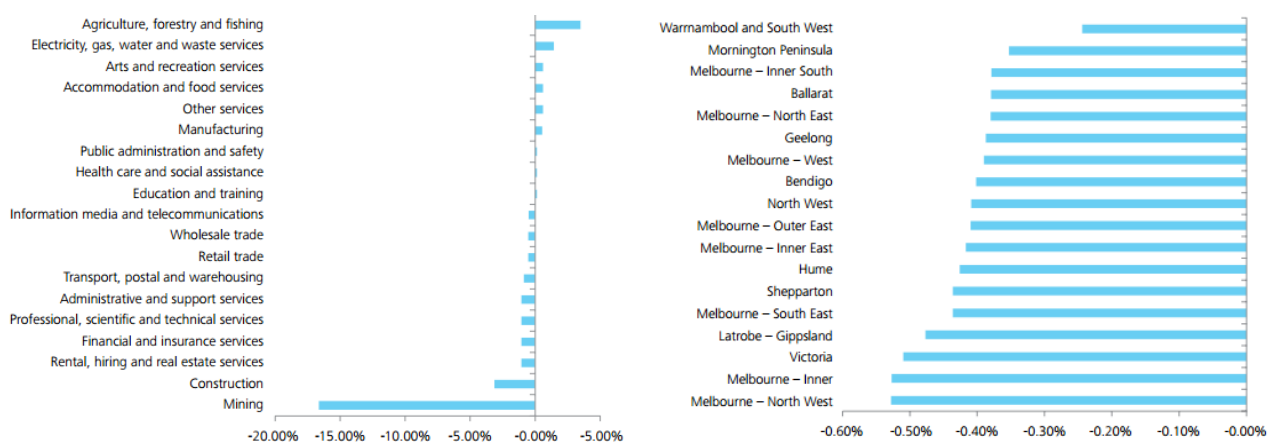 Agriculture, forestry and fishing
Electricity, gas, water and waste services
Arts and recreation services
Accommodation and food services
Other services
Manufacturing
Public administration and safety
Health care and social assistance
Education and training
Information media and telecommunications
Wholesale trade
Retail trade
Transport, postal and warehousing
Administrative and support services
Professional, scientific and technical services
Financial and insurance services
Rental, hiring and real estate services
Construction
Mining
-20.00% -15.00% -10.00% -5.00% -0.00% -5.00%
Warrnambool and South West
Mornington Peninsula
Melbourne – Inner South
Ballarat
Melbourne – North East
Geelong
Melbourne – West
Bendigo
North West
Melbourne – Outer East
Melbourne – Inner East
Hume
Shepparton
Melbourne – South East
Latrobe – Gippsland
Victoria
Melbourne – Inner
Melbourne – North West
-0.60% -0.50% -0.40% -0.30% -0.20% -0.10% -0.00%